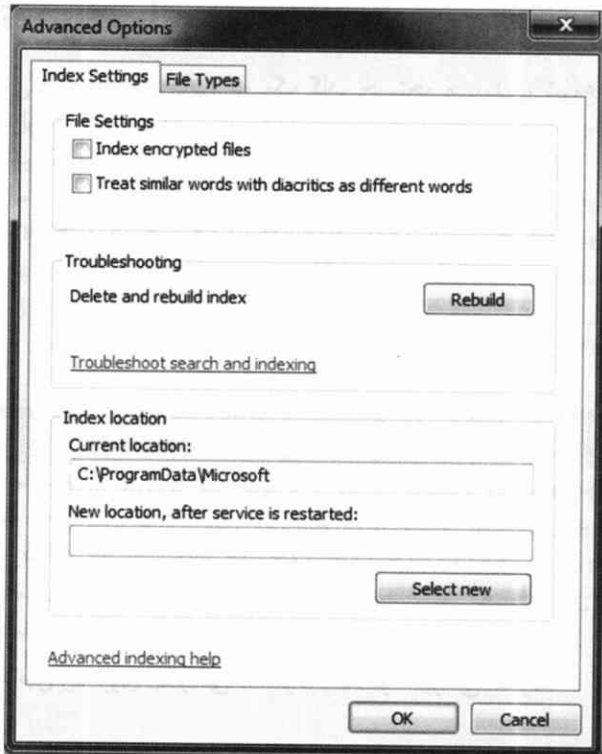 Advanced Options
Index Settings File Types
File Settings
Index encrypted files
Treat similar words with diacritics as different words
Troubleshooting
Delete and rebuild index Rebuild
Troubleshoot search and indexing
Index location
Current location:
C:\ProgramData\Microsoft
New location, after service is restarted:
Select new
Advanced indexing help
OK Cancel